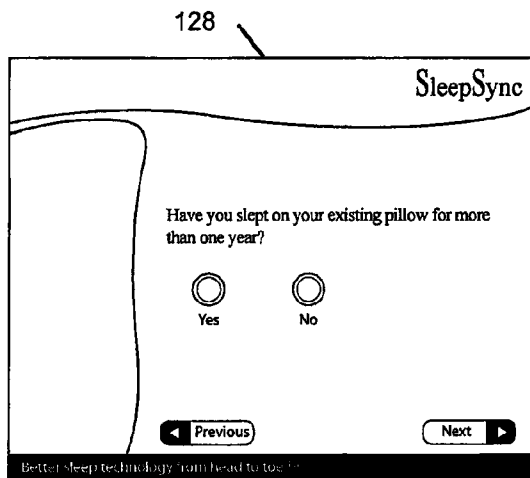 128
SleepSync
Have you slept on your existing pillow for more
than one year?
Yes No
Previous Next
Better sleep technology from head to toe